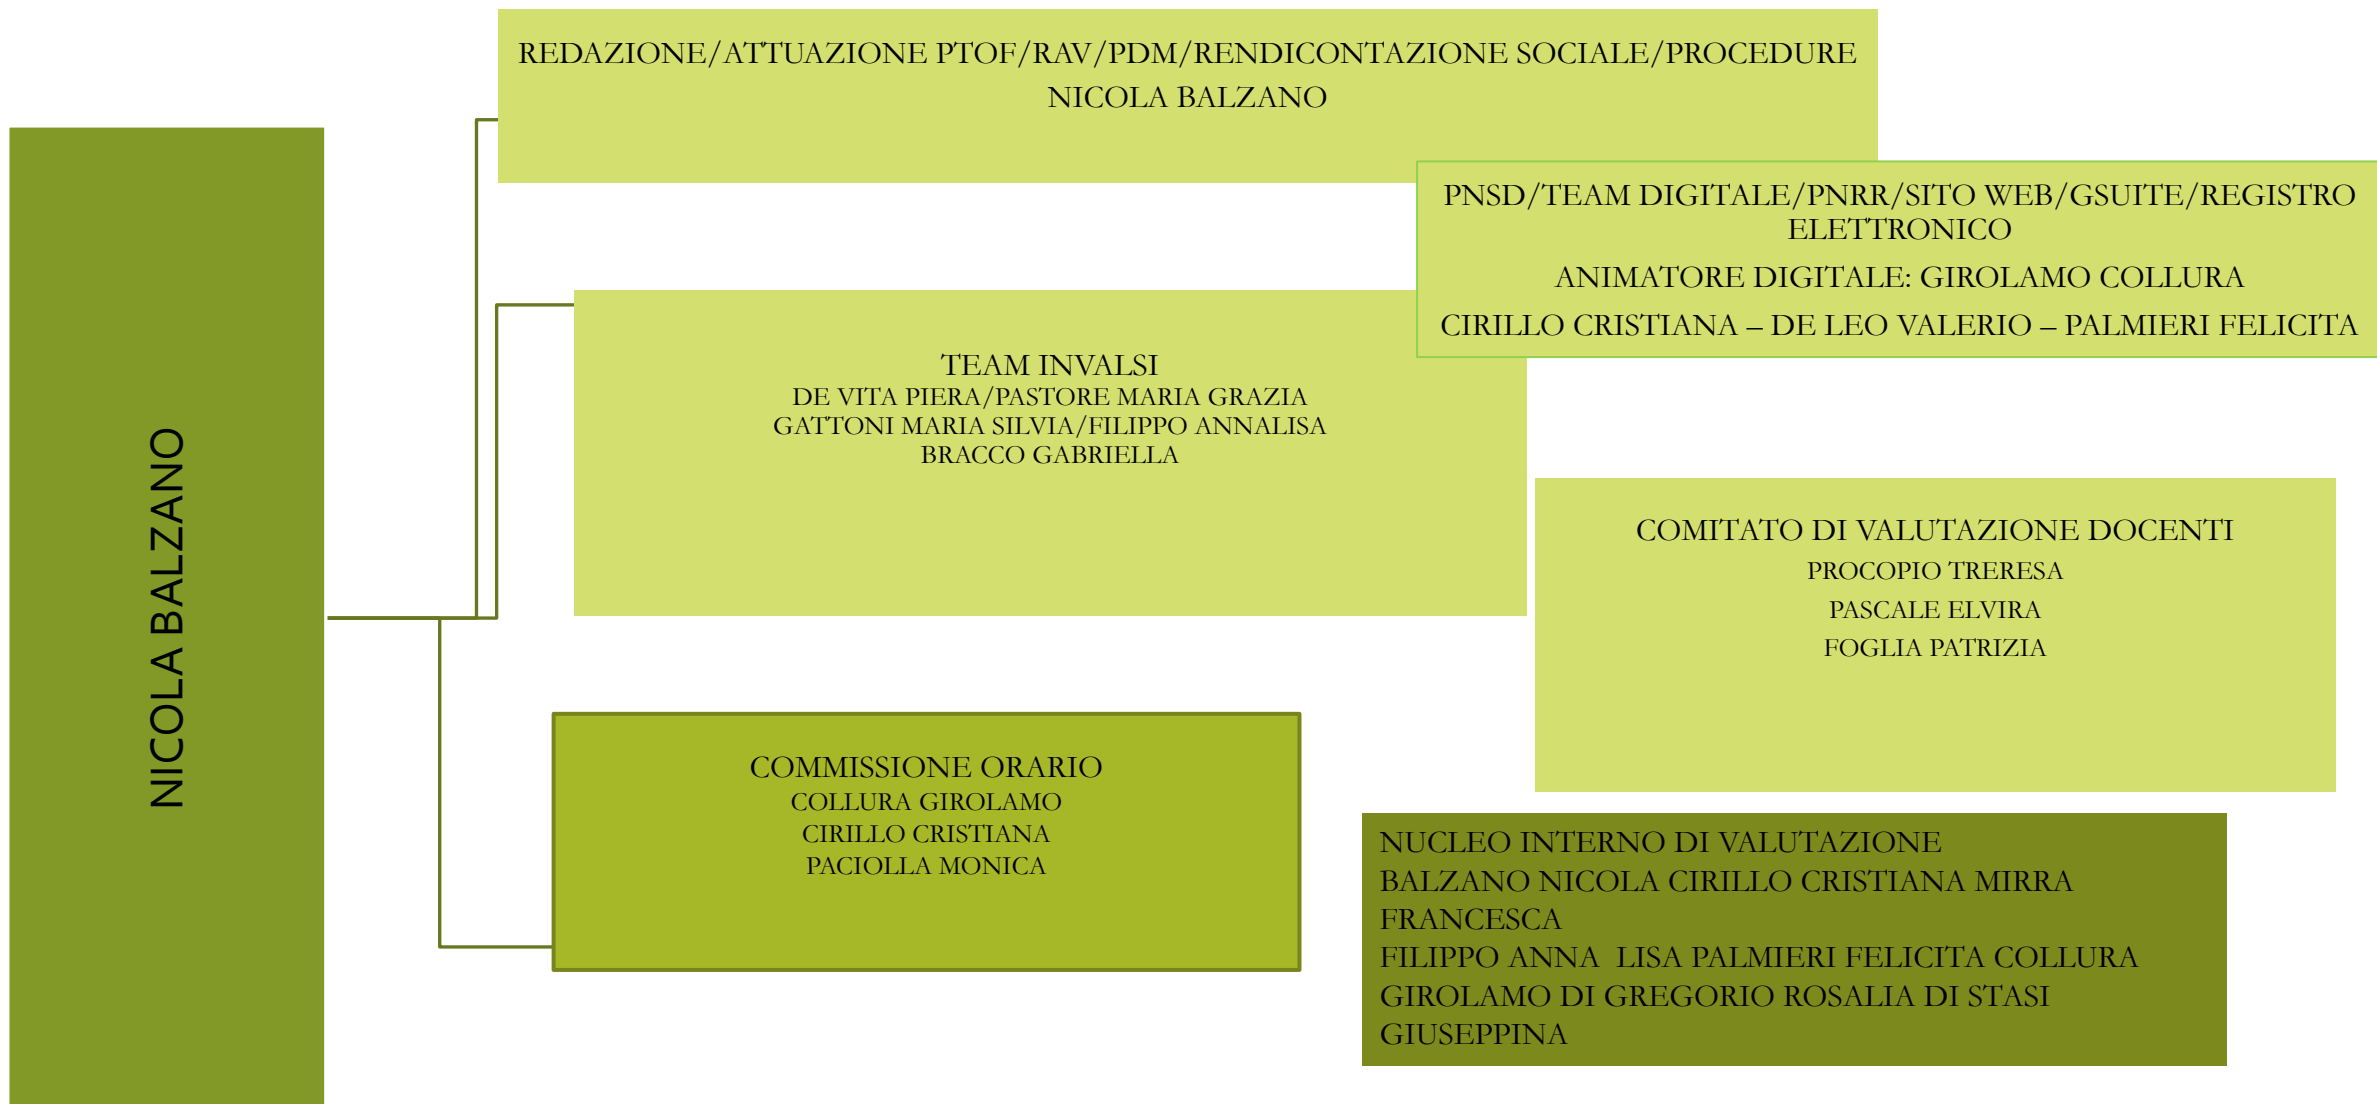 NICOLA BALZANO
REDAZIONE/ATTUAZIONE PTOF/RAV/PDM/RENDICONTAZIONE SOCIALE/PROCEDURE
NICOLA BALZANO
PNSD/TEAM DIGITALE/PNRR/SITO WEB/GSUITE/REGISTRO
ELETTRONICO
ANIMATORE DIGITALE: GIROLAMO COLLURA
CIRILLO CRISTIANA – DE LEO VALERIO – PALMIERI FELICITA
TEAM INVALSI
DE VITA PIERA/PASTORE MARIA GRAZIA
GATTONI MARIA SILVIA/FILIPPO ANNALISA
BRACCO GABRIELLA
COMITATO DI VALUTAZIONE DOCENTI
PROCOPIO TRERESA
PASCALE ELVIRA
FOGLIA PATRIZIA
COMMISSIONE ORARIO
COLLURA GIROLAMO
CIRILLO CRISTIANA
PACIOLLA MONICA
NUCLEO INTERNO DI VALUTAZIONE
BALZANO NICOLA CIRILLO CRISTIANA MIRRA
FRANCESCA
FILIPPO ANNA  LISA PALMIERI FELICITA COLLURA
GIROLAMO DI GREGORIO ROSALIA DI STASI
GIUSEPPINA